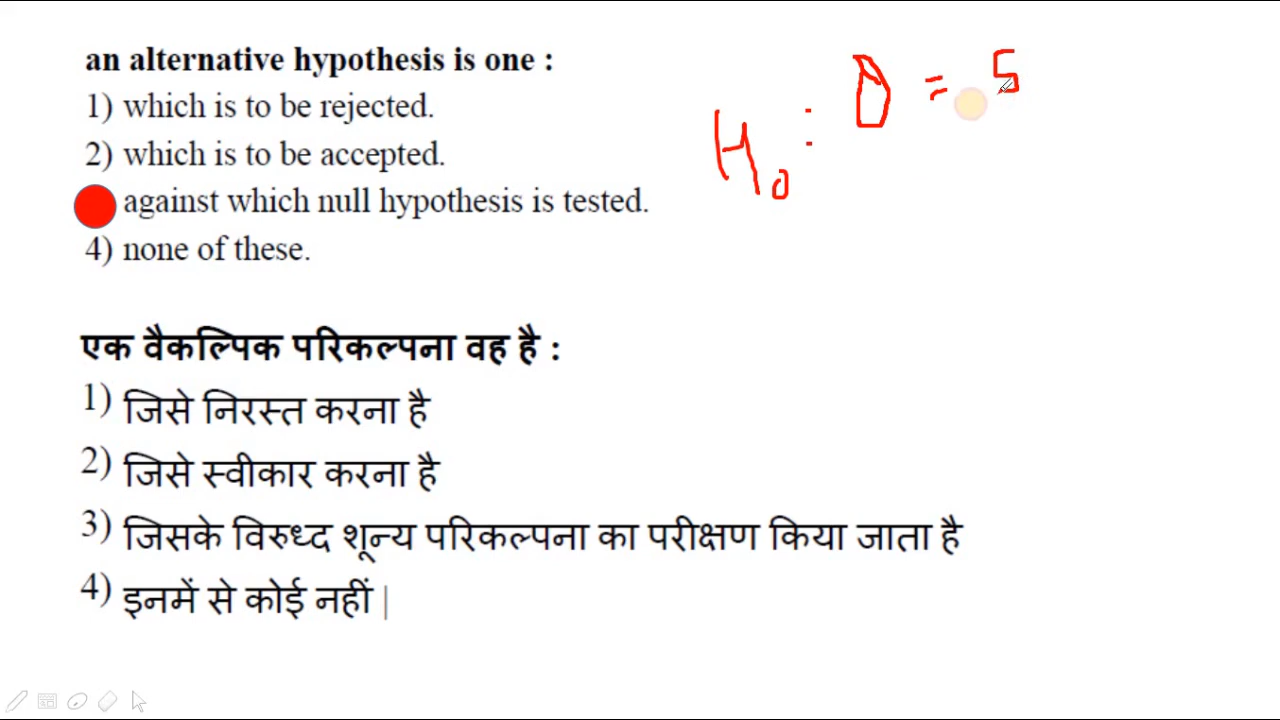 an alternative hypothesis is one :
1) which is to be rejected.
2) which is to be accepted.
against which null hypothesis is tested.
4) none of these.
H₀ : θ = 5
एक वैकल्पिक परिकल्पना वह है :
1) जिसे निरस्त करना है
2) जिसे स्वीकार करना है
3) जिसके विरुध्द शून्य परिकल्पना का परीक्षण किया जाता है
4) इनमें से कोई नहीं |